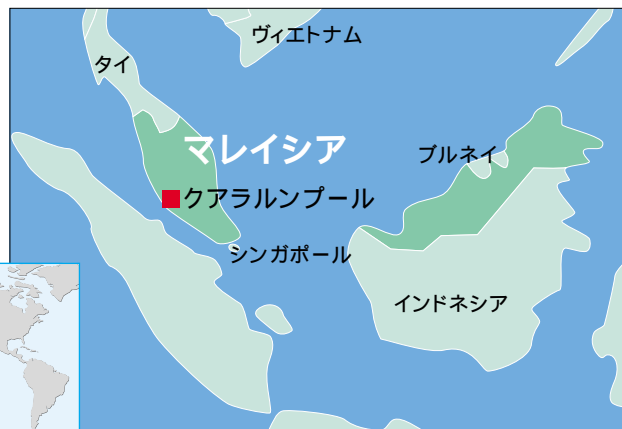 ヴィエトナム
タイ
マレイシア
ブルネイ
クアラルンプール
シンガポール
インドネシア